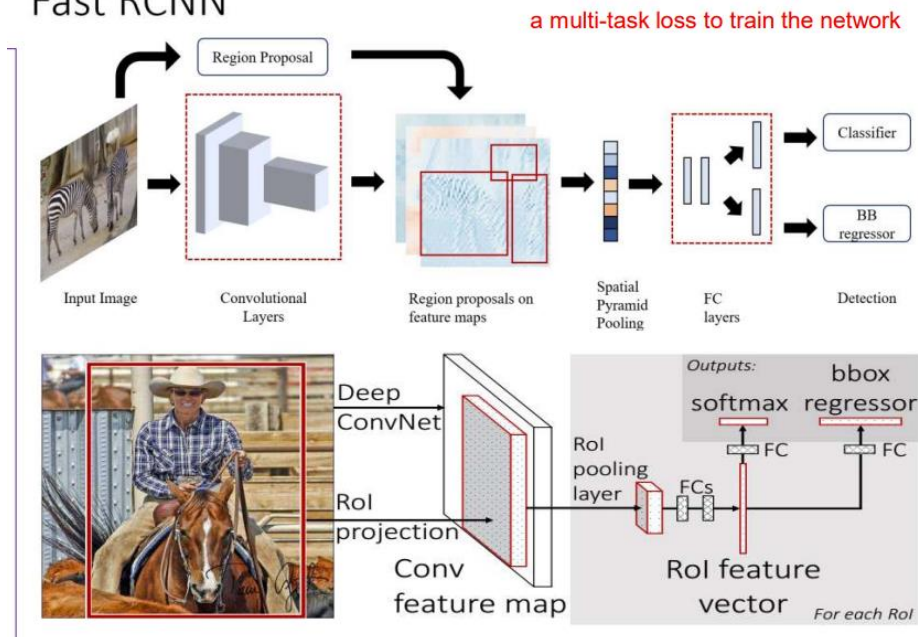 Fast RCNN
a multi-task loss to train the network
Region Proposal
Classifier
BB
regressor
Input Image
Convolutional
Layers
Region proposals on
feature maps
Spatial
Pyramid
Pooling
FC
layers
Detection
Deep
ConvNet
RoI
projection
Conv
feature map
RoI
pooling
layer
FCs
Outputs:
softmax
bbox
regressor
FC
FC
RoI feature
vector
For each RoI